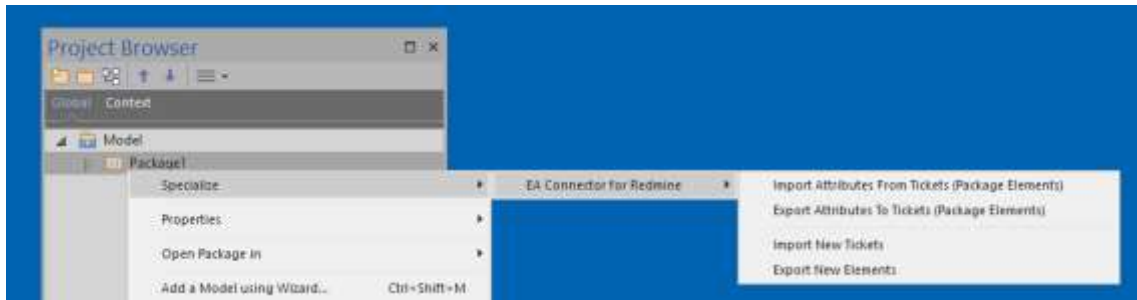 Project Browser
Global Context
Model
Package1
Specialize
EA Connector for Redmine
Import Attributes From Tickets (Package Elements)
Export Attributes To Tickets (Package Elements)
Properties
Import New Tickets
Open Package in
Export New Elements
Add a Model using Wizard... Ctrl+Shift+M